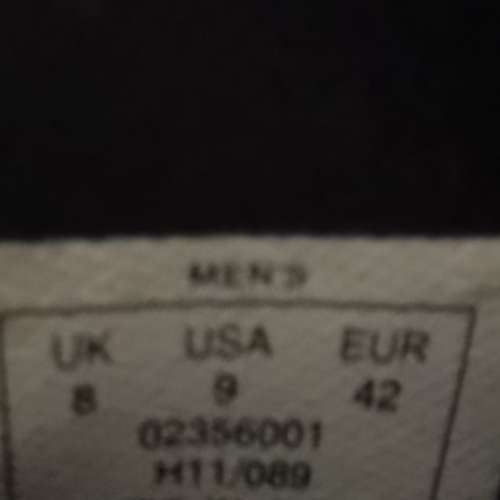 MEN'S
UK USA EUR
8 9 42
02356001
H11/089